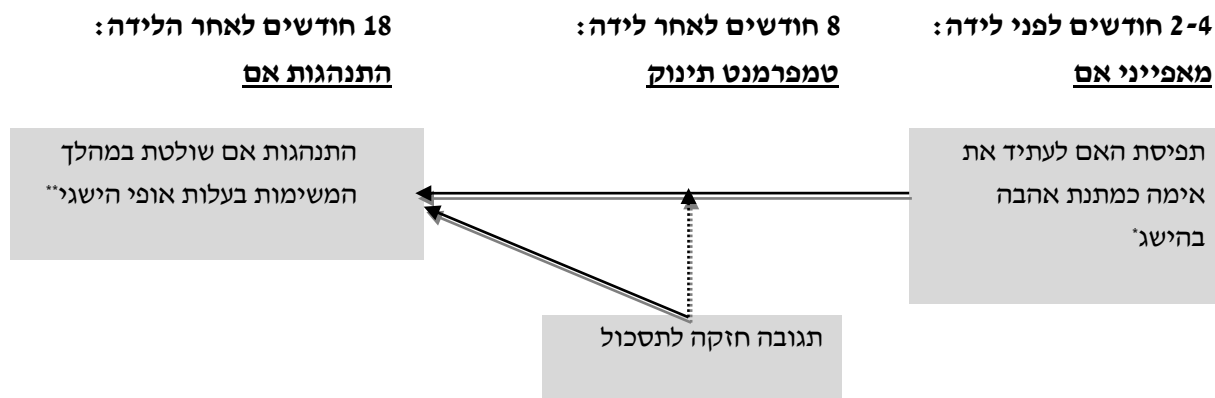 2-4 חודשים לפני לידה:
מאפייני אם
8 חודשים לאחר לידה:
טמפרמנט תינוק
18 חודשים לאחר הלידה:
התנהגות אם
תפיסת האם לעתיד את
אימה כמתנת אהבה
בהישג*
התנהגות אם שולטת במהלך
המשימות בעלות אופי הישגי**
תגובה חזקה לתסכול